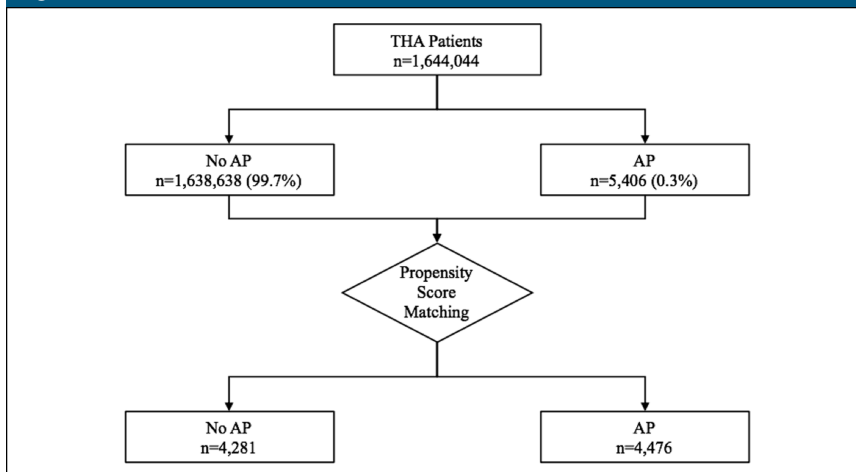 THA Patients
n=1,644,044
No AP
n=1,638,638 (99.7%)
AP
n=5,406 (0.3%)
Propensity
Score
Matching
No AP
n=4,281
AP
n=4,476